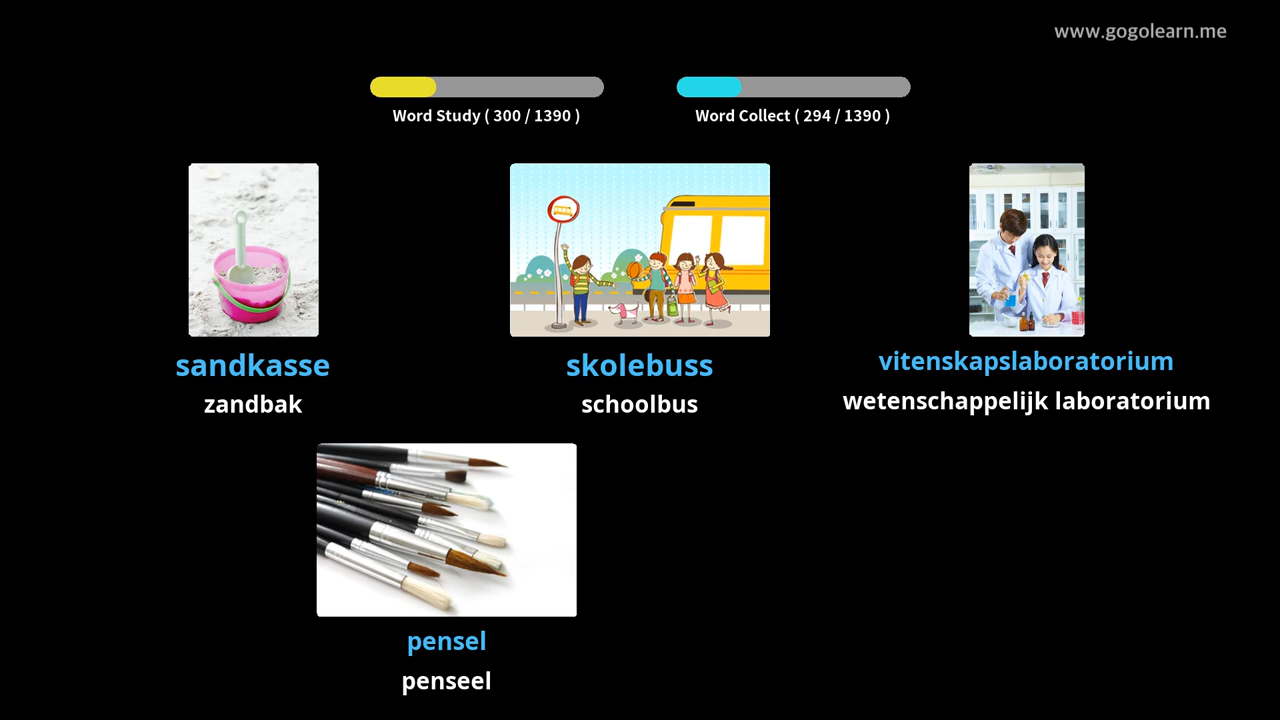 www.gogolearn.me
Word Study ( 300 / 1390 )
Word Collect ( 294 / 1390 )
sandkasse
zandbak
skolebuss
schoolbus
vitenskapslaboratorium
wetenschappelijk laboratorium
pensel
penseel